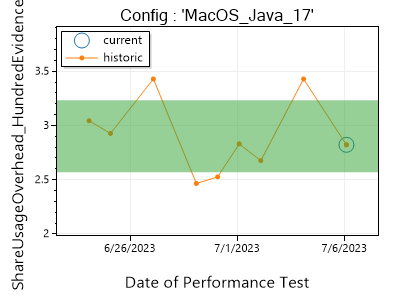 Config : 'MacOS_Java_17'
current
historic
ShareUsageOverhead_HundredEvidence
3.5
3
2.5
2
6/26/2023
7/1/2023
7/6/2023
Date of Performance Test